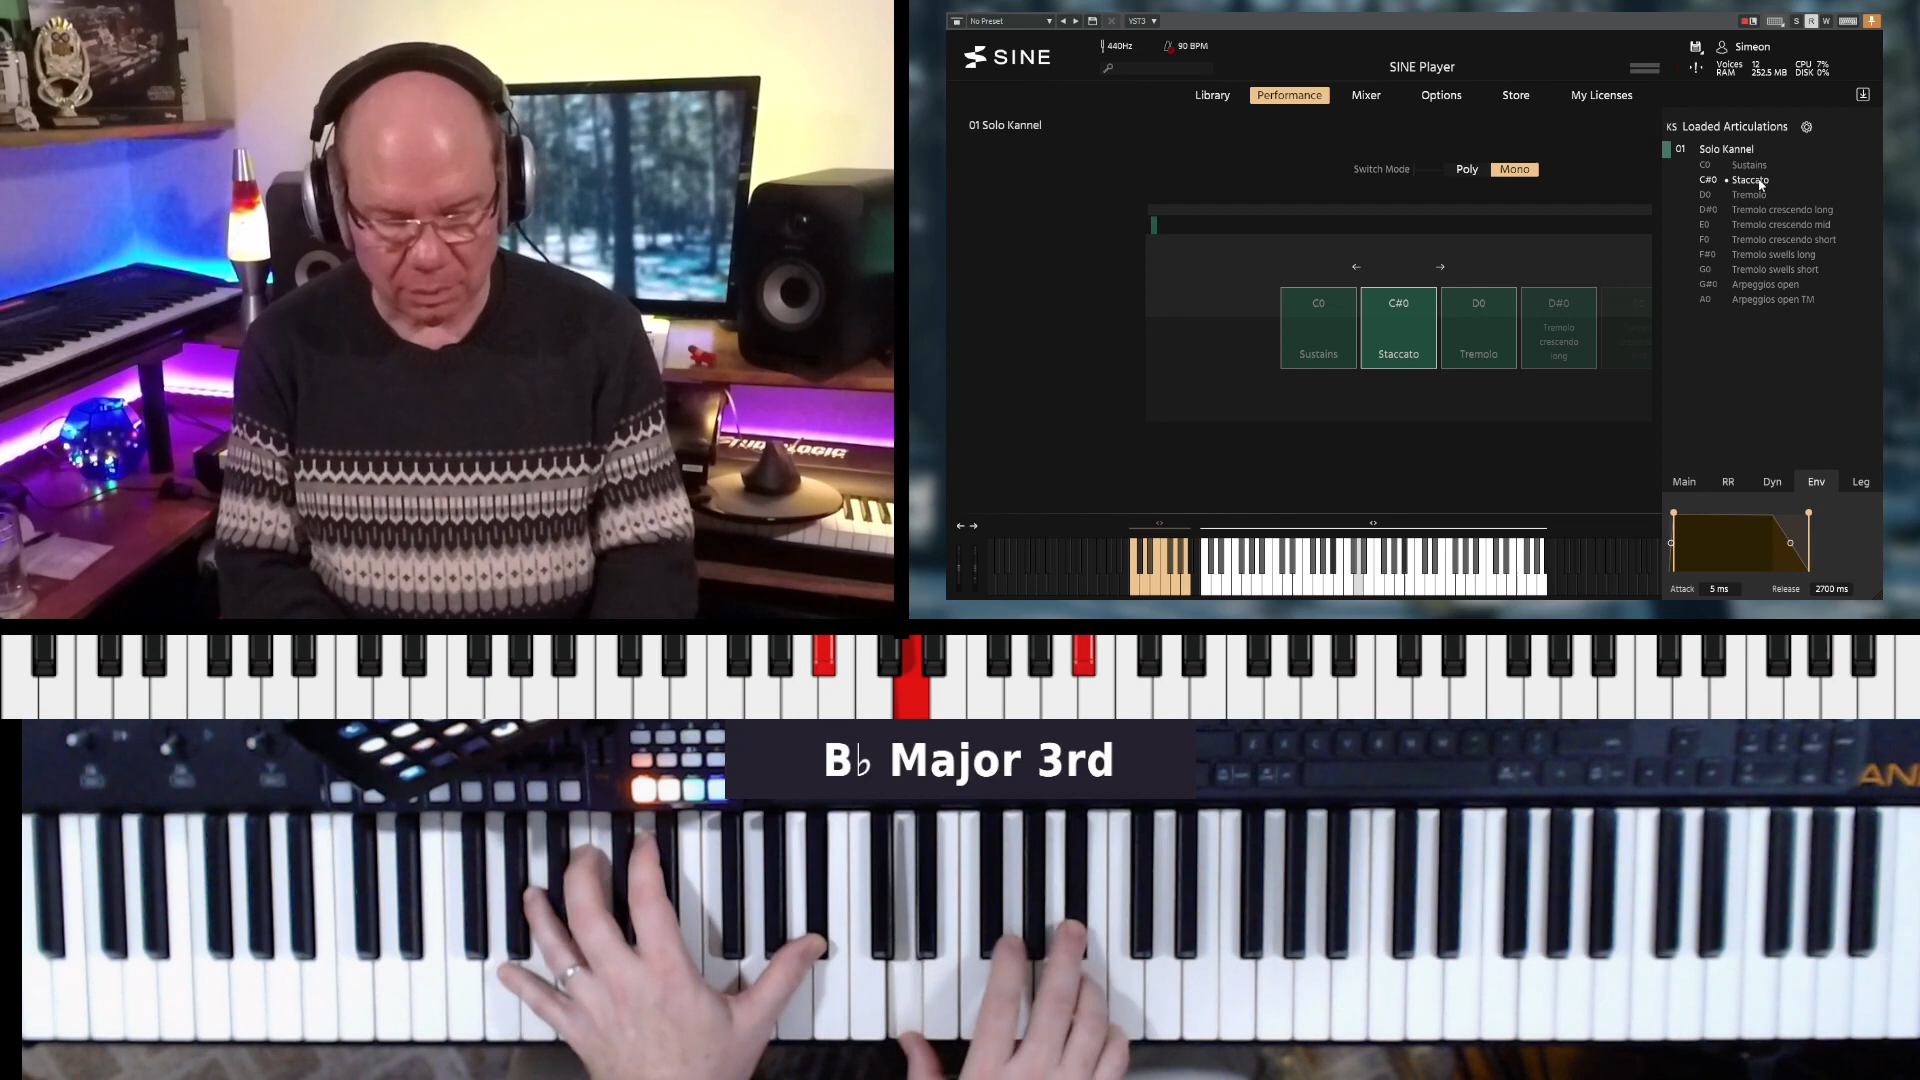 No Preset
YST3
S R W
SINE
440Hz
90 BPM
SINE Player
Simeon
Voices 12 CPU 7%
RAM 252.5 MB DISK 0%
Library Performance Mixer Options Store My Licenses
01 Solo Kannel
Switch Mode Poly Mono
C0 C#0 D0 D#0
Sustains Staccato Tremolo Tremolo crescendo long
KS Loaded Articulations
01 Solo Kannel
C0 Sustains
C#0 • Staccato
D0 Tremolo
D#0 Tremolo crescendo long
E0 Tremolo crescendo mid
F0 Tremolo crescendo short
F#0 Tremolo swells long
G0 Tremolo swells short
G#0 Arpeggios open
A0 Arpeggios open TM
Main RR Dyn Env Leg
Attack 5 ms Release 2700 ms
STUDIOLOGIC
B♭ Major 3rd
AN